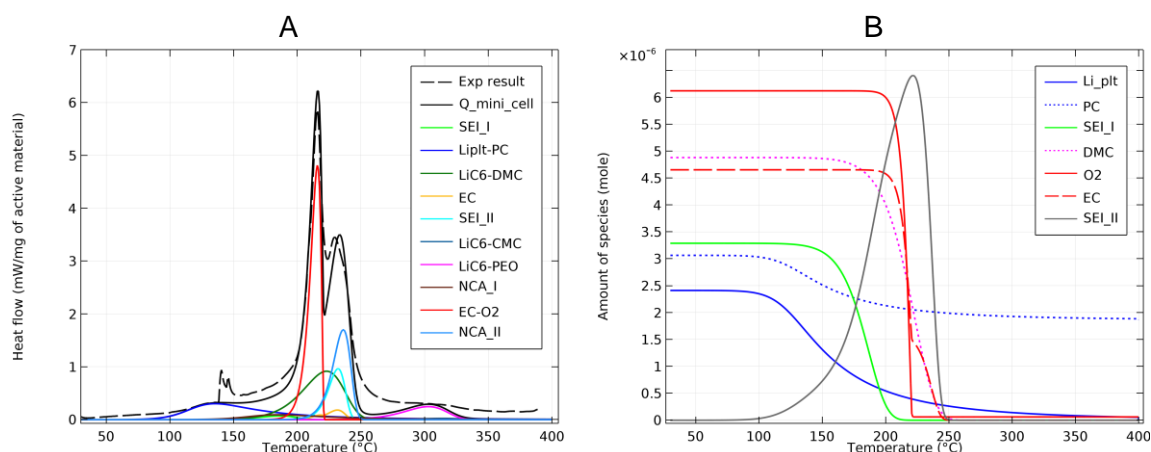 A
7
6
5
4
3
2
1
0
50
100
150
200
250
300
350
400
Heat flow (mW/mg of active material)
Temperature (°C)
Exp result
Q_mini_cell
SEI_I
Liplt-PC
LiC6-DMC
EC
SEI_II
LiC6-CMC
LiC6-PEO
NCA_I
EC-O2
NCA_II
B
×10⁻⁶
6
5.5
5
4.5
4
3.5
3
2.5
2
1.5
1
0.5
0
50
100
150
200
250
300
350
400
Amount of species (mole)
Temperature (°C)
Li_plt
PC
SEI_I
DMC
O2
EC
SEI_II